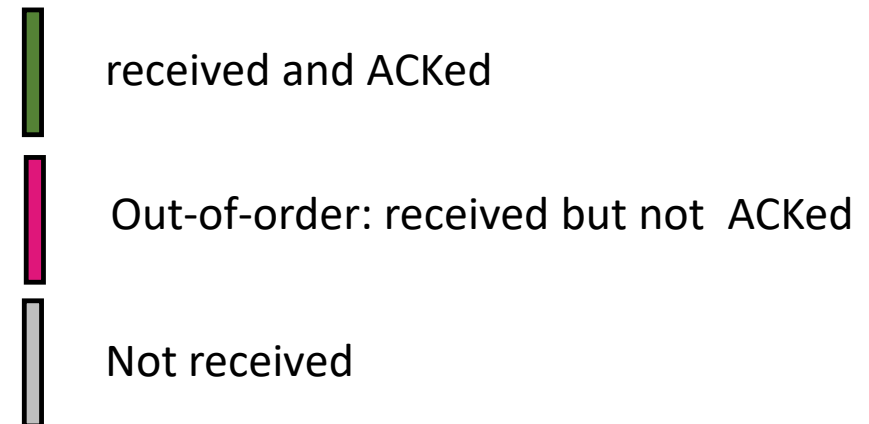 received and ACKed
Out-of-order: received but not ACKed
Not received